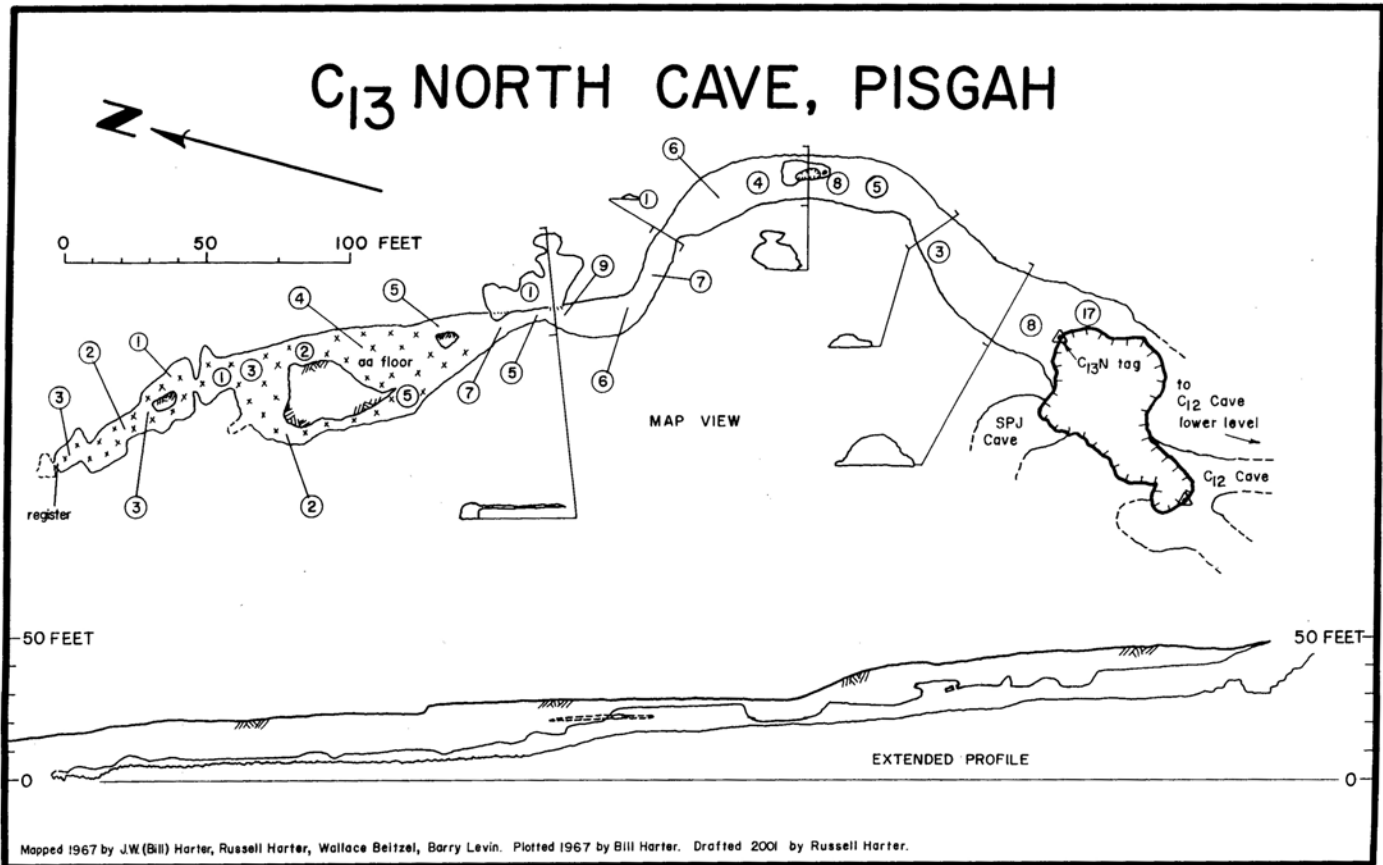 C13 NORTH CAVE, PISGAH
N
0 50 100 FEET
6
4
8
5
1
3
9
7
1
5
4
6
17
8
C13N tag
to
C12 Cave
lower level
2
1
2
aa floor
3
1
3
5
7
5
6
MAP VIEW
SPJ
Cave
C12 Cave
3
2
register
50 FEET
50 FEET
EXTENDED PROFILE
0
0
Mapped 1967 by J.W.(Bill) Harter, Russell Harter, Wallace Beitzel, Barry Levin. Plotted 1967 by Bill Harter. Drafted 2001 by Russell Harter.